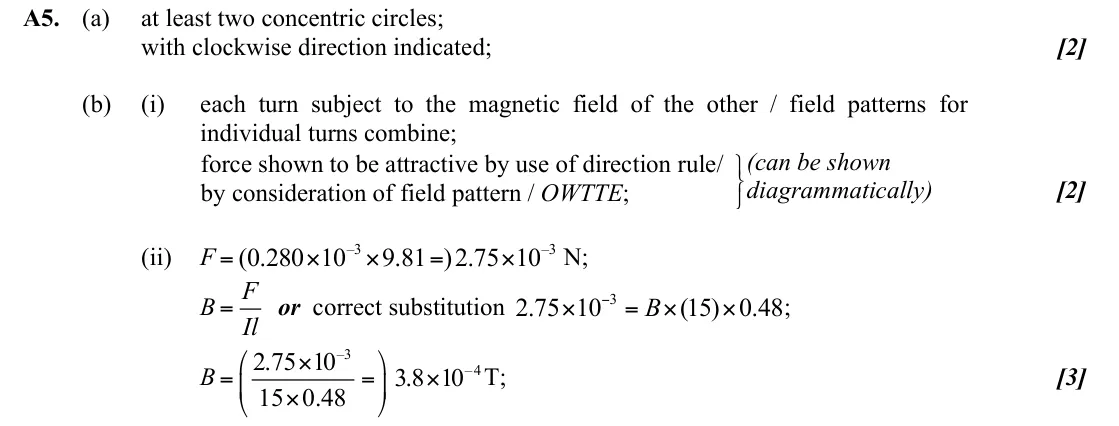 A5. (a) at least two concentric circles;
with clockwise direction indicated; [2]
(b) (i) each turn subject to the magnetic field of the other / field patterns for
individual turns combine;
force shown to be attractive by use of direction rule/ (can be shown
by consideration of field pattern / OWTTE; diagrammatically) [2]
(ii) F = (0.280×10⁻³ ×9.81 =) 2.75×10⁻³ N;
B = F/Il or correct substitution 2.75×10⁻³ = B×(15)×0.48;
B = (2.75×10⁻³/15×0.48 =) 3.8×10⁻⁴ T; [3]